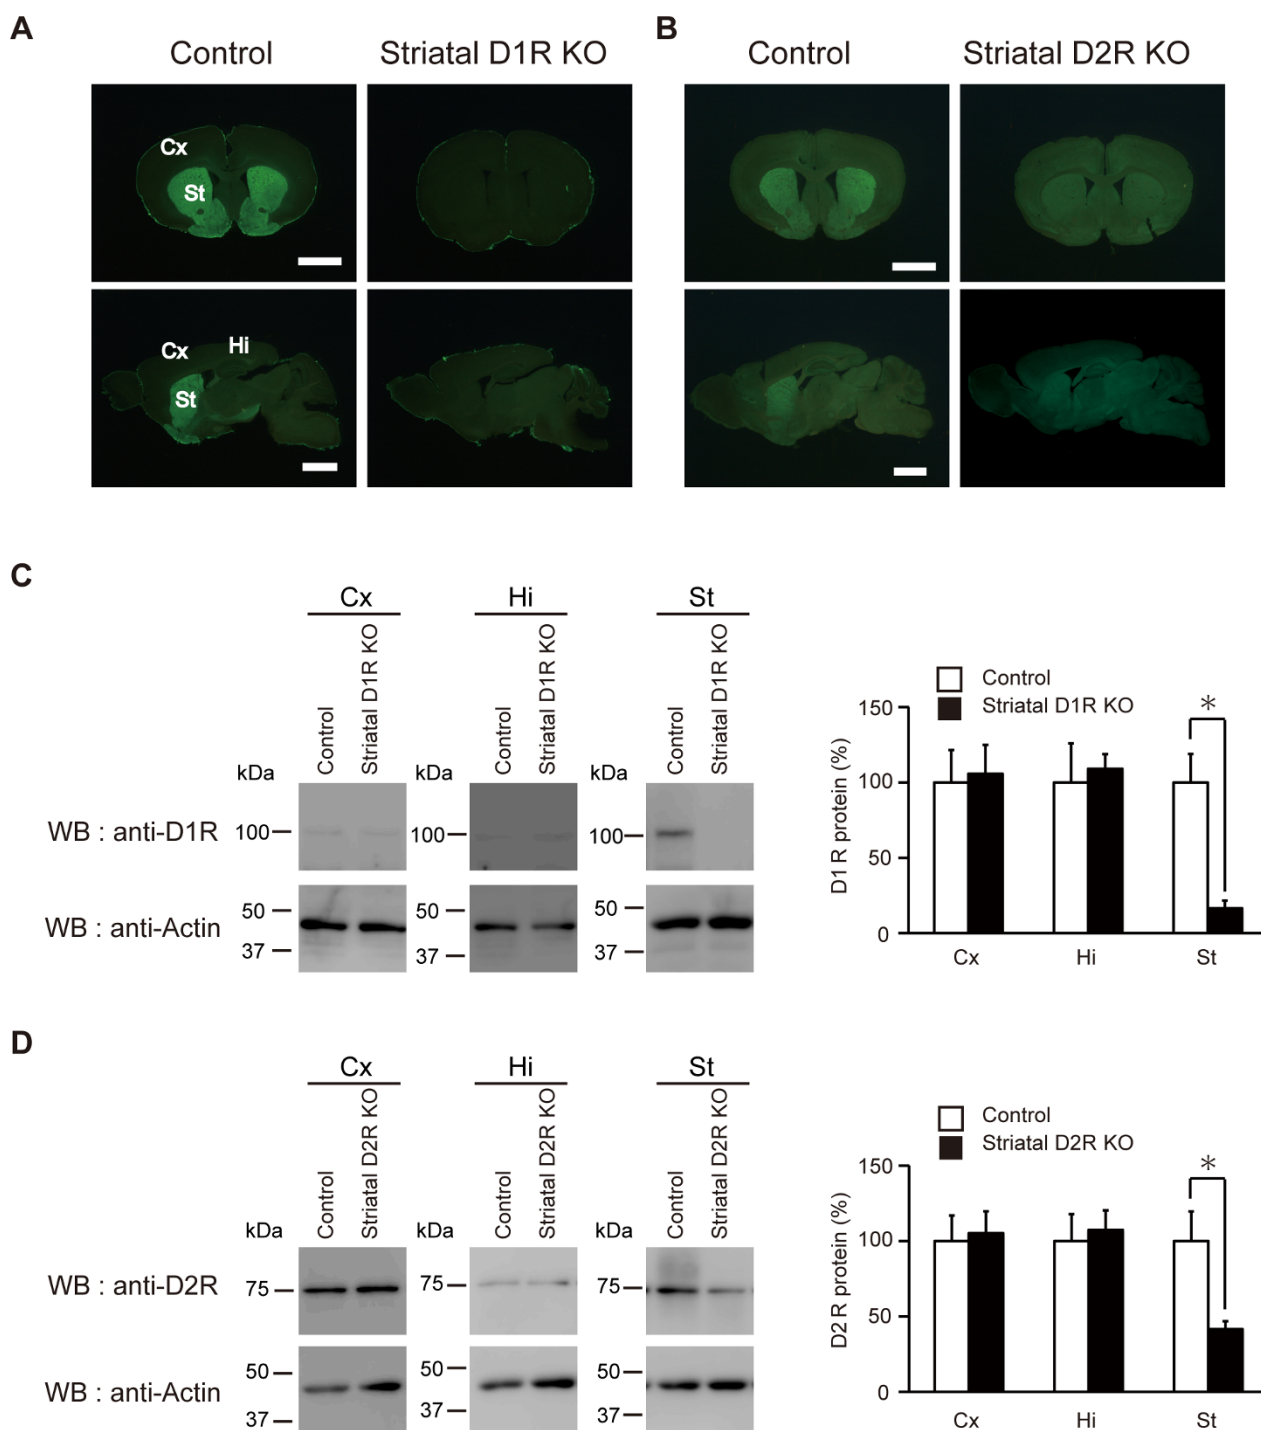 A
Control
Striatal D1R KO
Cx
St
Cx
Hi
St
B
Control
Striatal D2R KO
C
Cx
Hi
St
Control
Striatal D1R KO
Control
Striatal D1R KO
Control
Striatal D1R KO
kDa
kDa
kDa
WB : anti-D1R
100
100
100
WB : anti-Actin
50
37
50
37
50
37
Control
Striatal D1R KO
D1R protein (%)
150
100
50
0
*
Cx
Hi
St
D
Cx
Hi
St
Control
Striatal D2R KO
Control
Striatal D2R KO
Control
Striatal D2R KO
kDa
kDa
kDa
WB : anti-D2R
75
75
75
WB : anti-Actin
50
37
50
37
50
37
Control
Striatal D2R KO
D2R protein (%)
150
100
50
0
*
Cx
Hi
St